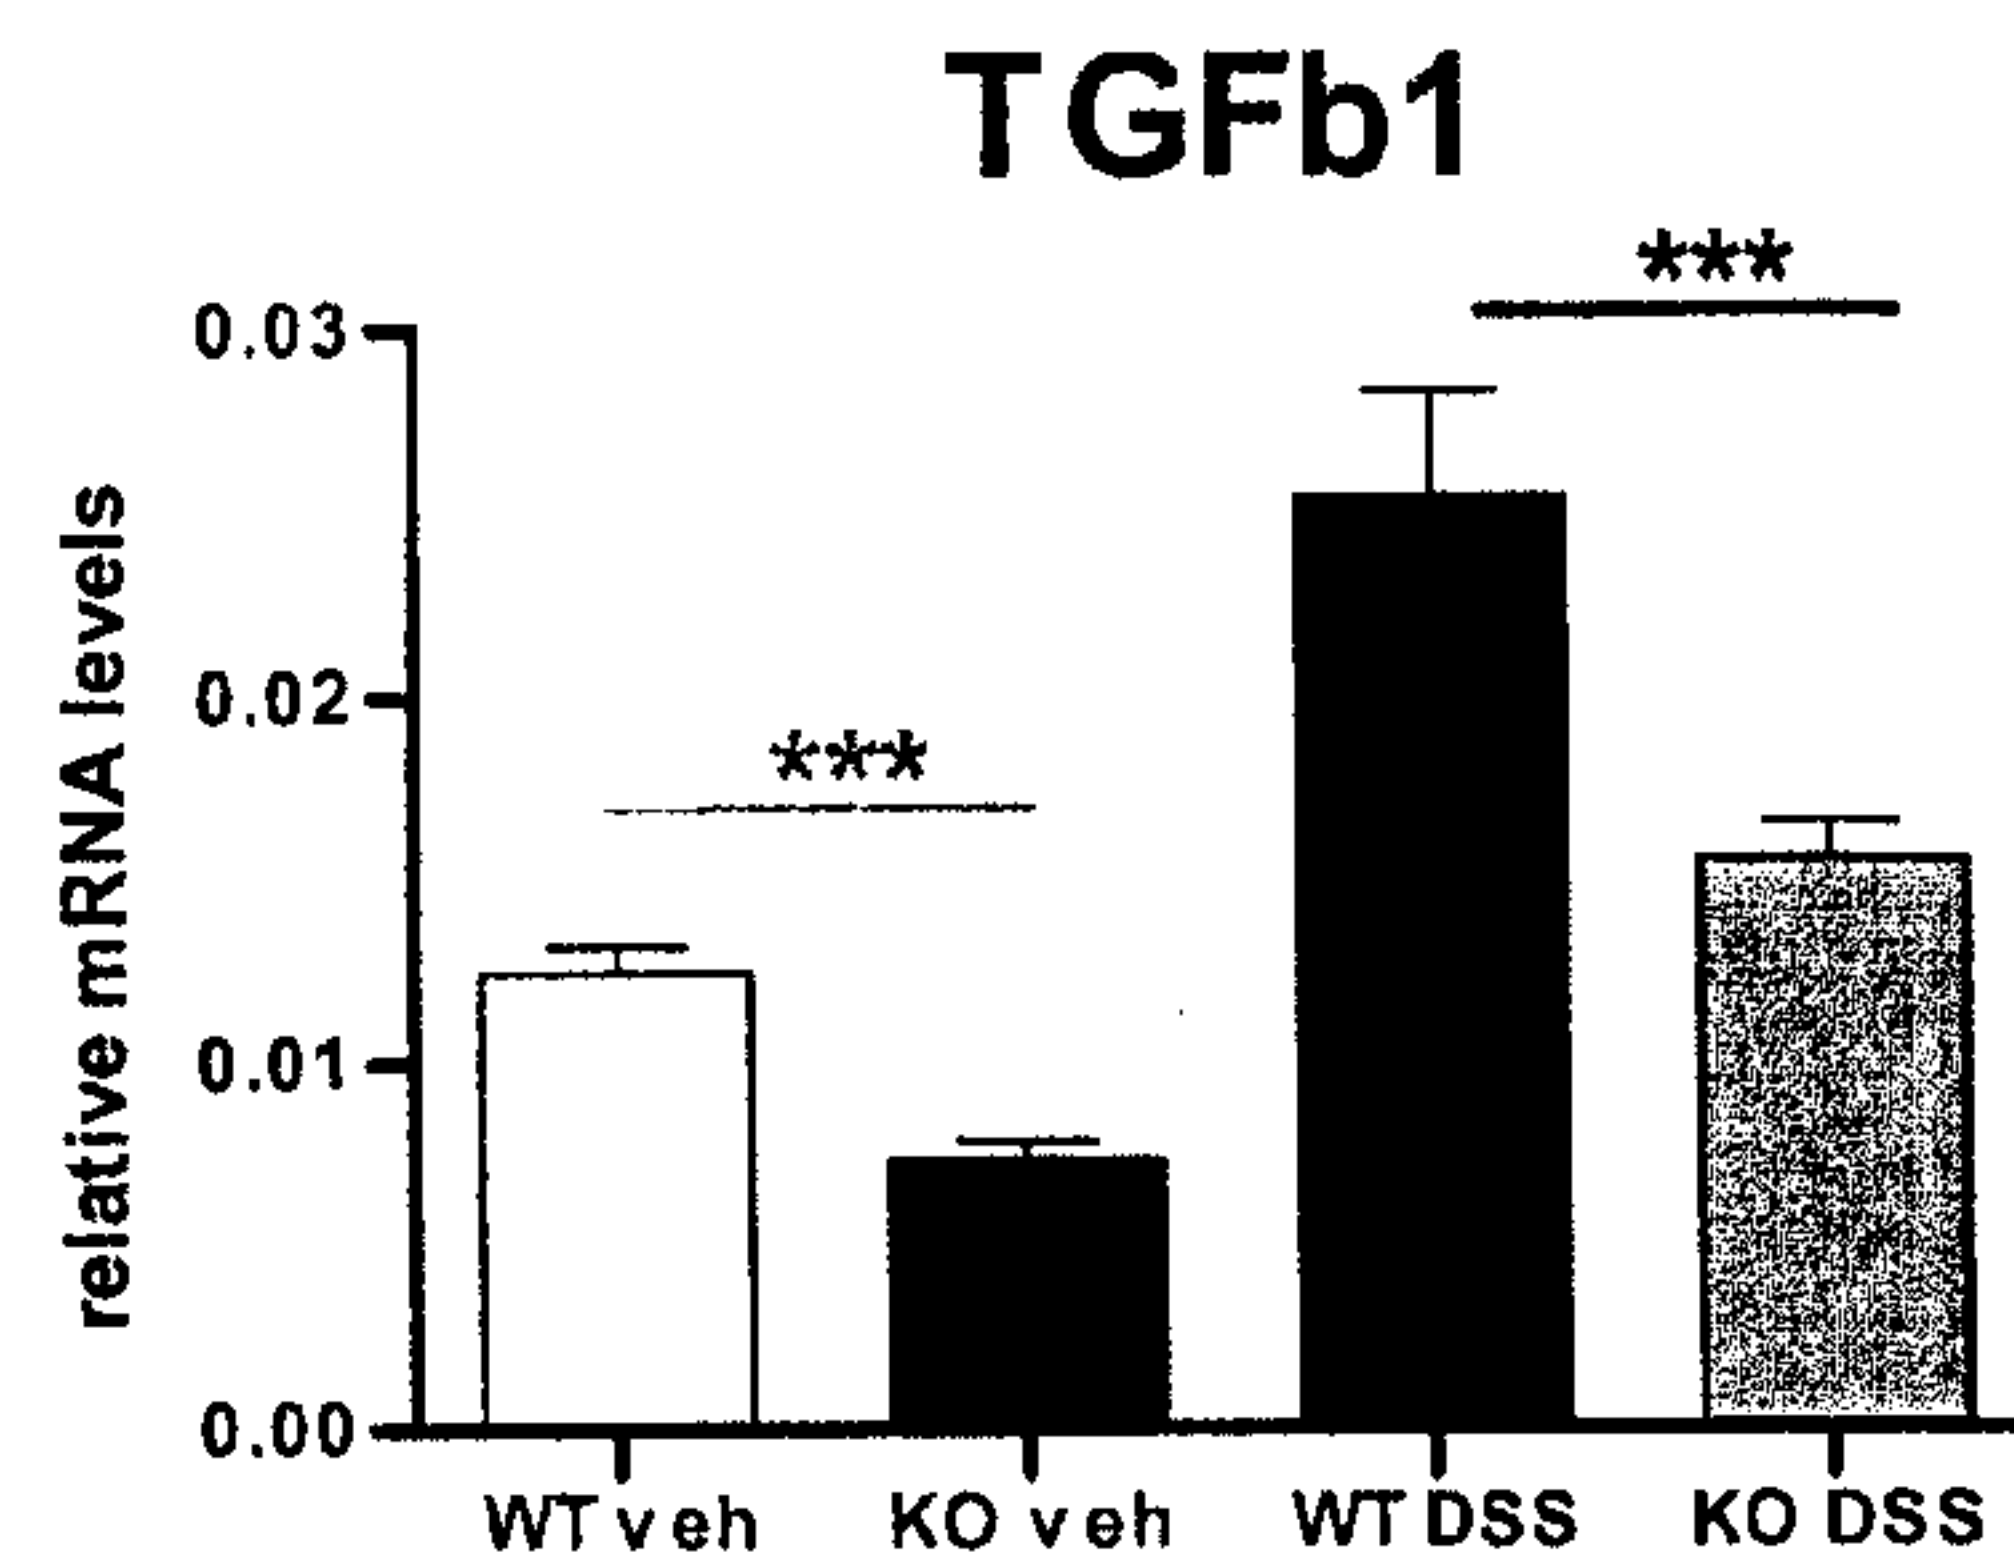 TGFb1
***
0.03
0.02
***
0.01
0.00
relative mRNA levels
WT veh KO veh WT DSS KO DSS